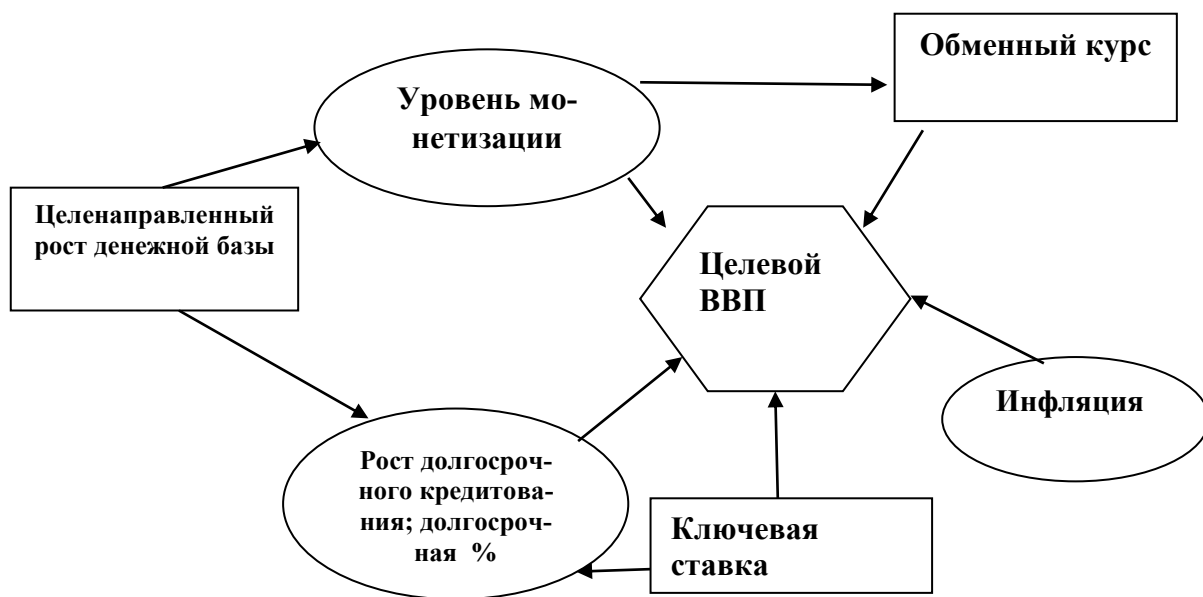 Обменный курс
Уровень мо-
нетизации
Целенаправленный
рост денежной базы
Целевой
ВВП
Инфляция
Рост долгосроч-
ного кредитова-
ния; долгосроч-
ная %
Ключевая
ставка